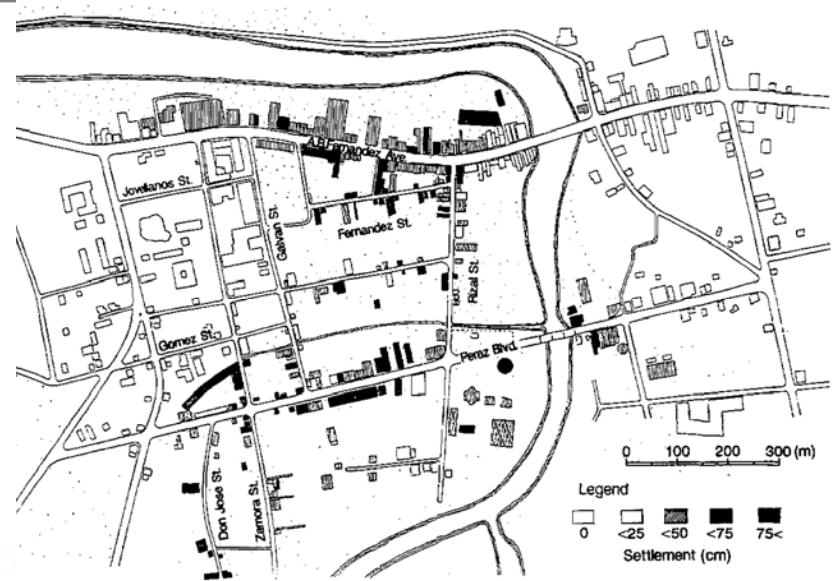 A.B.Fernandez Ave.
Jovellanos St.
Galvan St.
Fernandez St.
Rizal St.
Gomez St.
Perez Blvd.
Don Jose St.
Zamora St.
0 100 200 300 (m)
Legend
0 <25 <50 <75 75<
Settlement (cm)